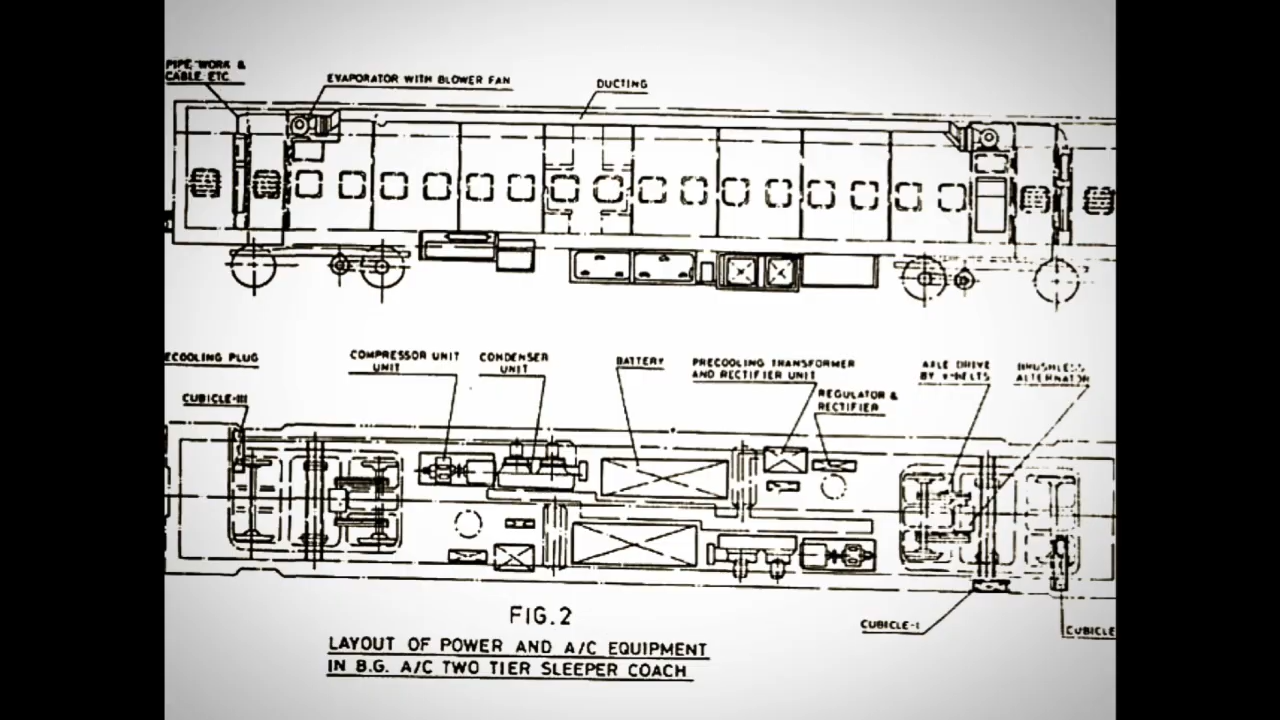 PIPE WORK &
CABLE ETC.
EVAPORATOR WITH BLOWER FAN
DUCTING
ECOOLING PLUG
COMPRESSOR UNIT
UNIT
CONDENSER
UNIT
BATTERY
PRECOOLING TRANSFORMER
AND RECTIFIER UNIT
AXLE DRIVE
BY V-BELTS
BRUSHLESS
ALTERNATOR
CUBICLE-III
REGULATOR &
RECTIFIER
CUBICLE-I
CUBICLE
FIG.2
LAYOUT OF POWER AND A/C EQUIPMENT
IN B.G. A/C TWO TIER SLEEPER COACH